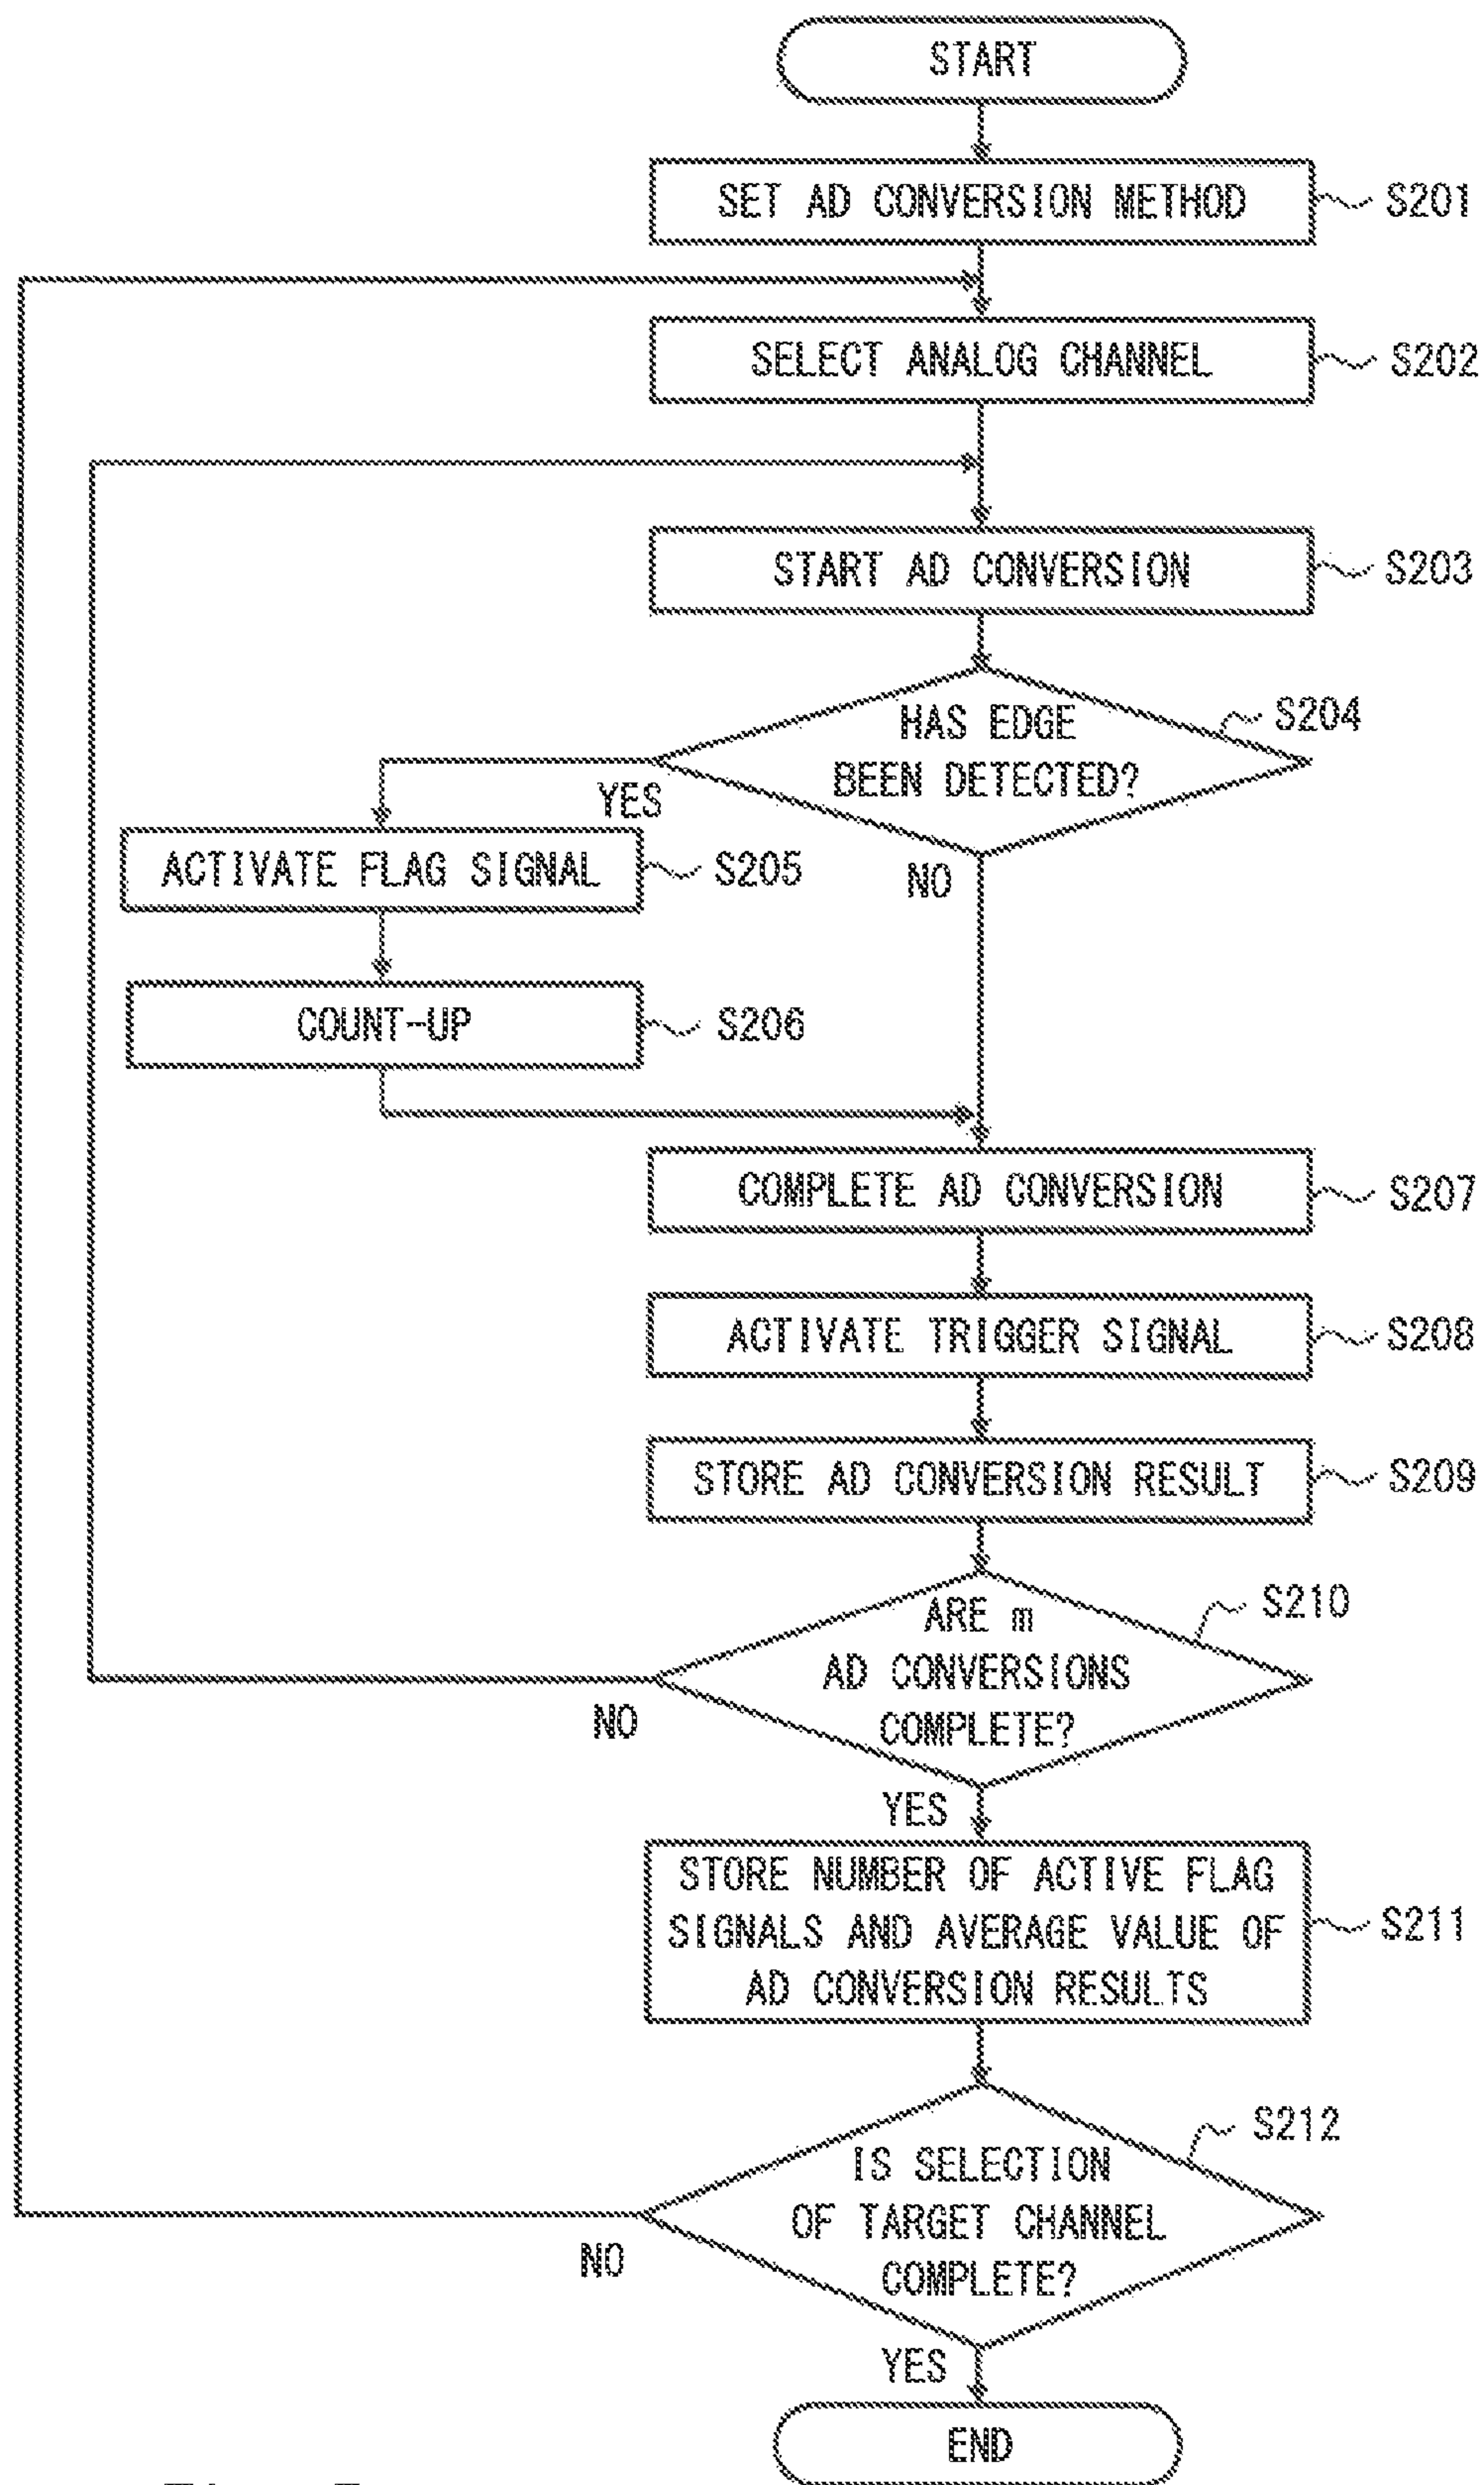 START
SET AD CONVERSION METHOD
S201
SELECT ANALOG CHANNEL
S202
START AD CONVERSION
S203
HAS EDGE
BEEN DETECTED?
S204
YES
NO
ACTIVATE FLAG SIGNAL
S205
COUNT-UP
S206
COMPLETE AD CONVERSION
S207
ACTIVATE TRIGGER SIGNAL
S208
STORE AD CONVERSION RESULT
S209
ARE m
AD CONVERSIONS
COMPLETE?
S210
NO
YES
STORE NUMBER OF ACTIVE FLAG
SIGNALS AND AVERAGE VALUE OF
AD CONVERSION RESULTS
S211
IS SELECTION
OF TARGET CHANNEL
COMPLETE?
S212
NO
YES
END